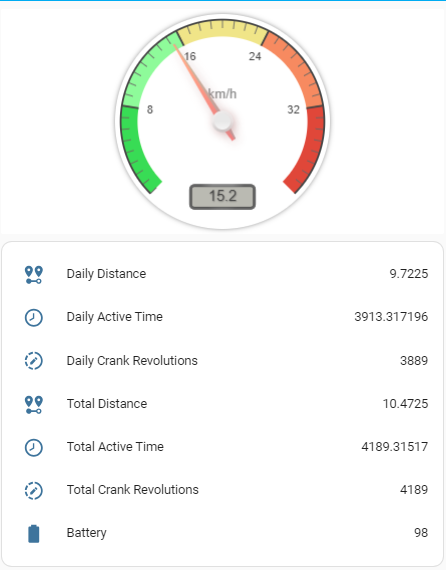 16
24
km/h
8
32
15.2
Daily Distance 9.7225
Daily Active Time 3913.317196
Daily Crank Revolutions 3889
Total Distance 10.4725
Total Active Time 4189.31517
Total Crank Revolutions 4189
Battery 98